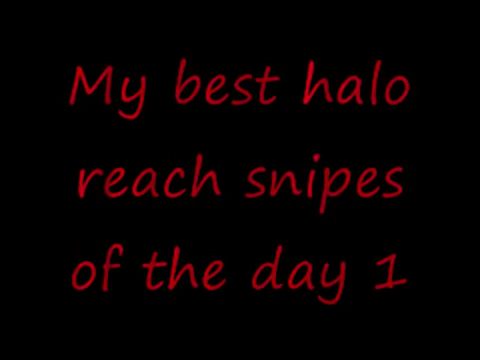 My best halo
reach snipes
of the day 1